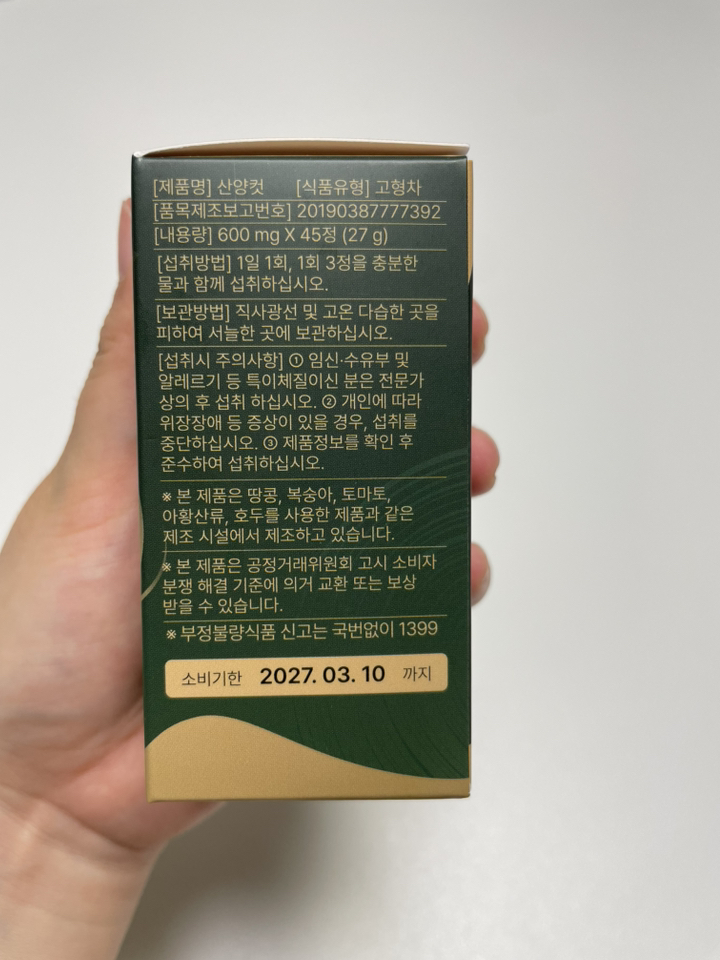 [제품명] 산양컷 [식품유형] 고형차
[품목제조보고번호] 20190387777392
[내용량] 600 mg X 45정 (27 g)
[섭취방법] 1일 1회, 1회 3정을 충분한
물과 함께 섭취하십시오.
[보관방법] 직사광선 및 고온 다습한 곳을
피하여 서늘한 곳에 보관하십시오.
[섭취시 주의사항] ① 임신·수유부 및
알레르기 등 특이체질이신 분은 전문가
상의 후 섭취 하십시오. ② 개인에 따라
위장장애 등 증상이 있을 경우, 섭취를
중단하십시오. ③ 제품정보를 확인 후
준수하여 섭취하십시오.
※ 본 제품은 땅콩, 복숭아, 토마토,
아황산류, 호두를 사용한 제품과 같은
제조 시설에서 제조하고 있습니다.
※ 본 제품은 공정거래위원회 고시 소비자
분쟁 해결 기준에 의거 교환 또는 보상
받을 수 있습니다.
※ 부정불량식품 신고는 국번없이 1399
소비기한 2027. 03. 10 까지